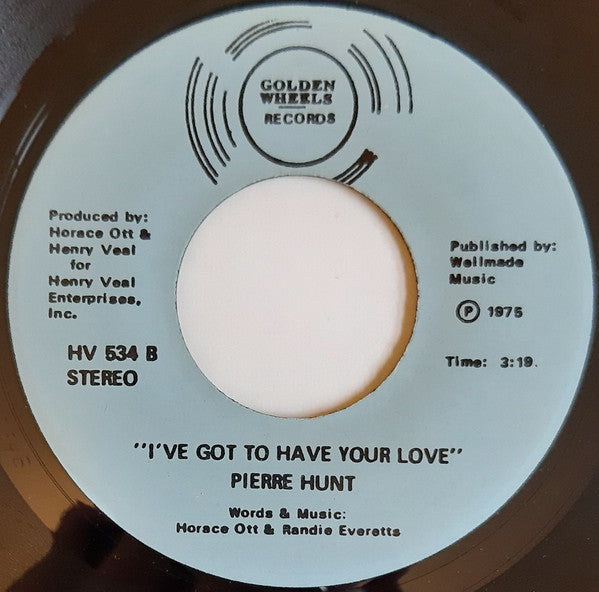 GOLDEN
WHEELS
RECORDS
Produced by:
Horace Ott &
Henry Veal
for
Henry Veal
Enterprises,
Inc.
HV 534 B
STEREO
Published by:
Wellmade
Music
Ⓟ 1975
Time: 3:19.
"I'VE GOT TO HAVE YOUR LOVE"
PIERRE HUNT
Words & Music:
Horace Ott & Randie Everetts